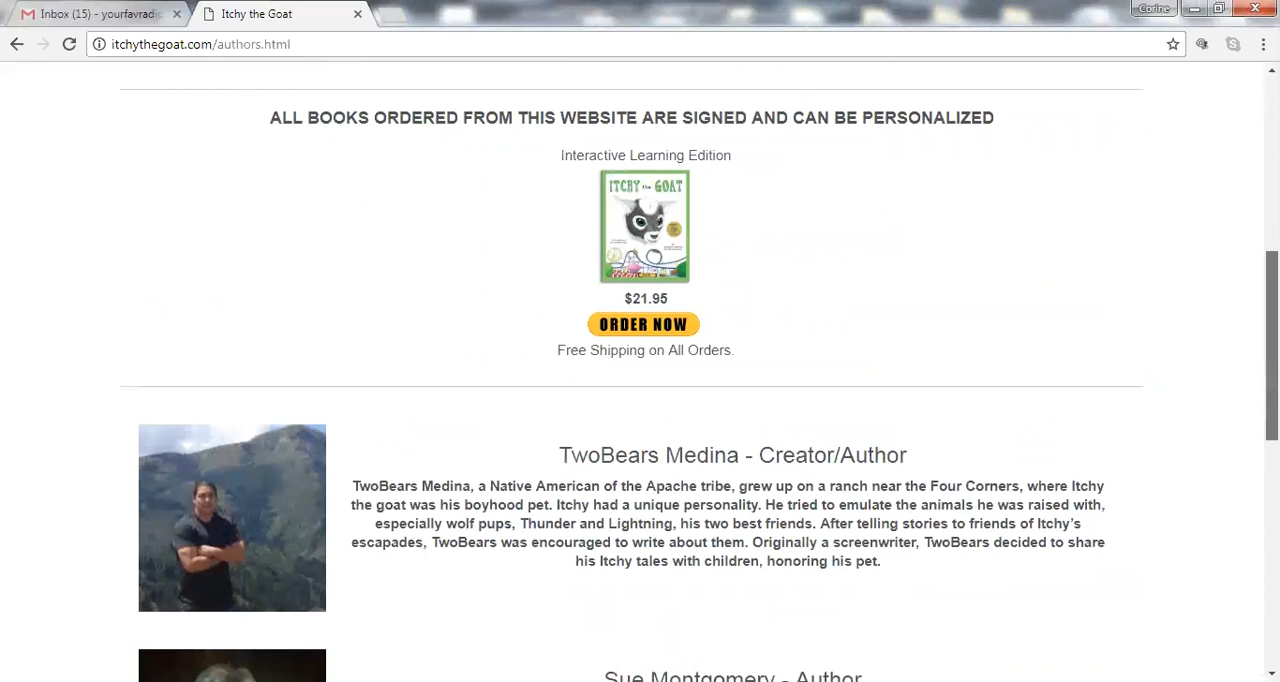 Inbox (15) - yourfavradic
Itchy the Goat
Corine
itchythegoat.com/authors.html
ALL BOOKS ORDERED FROM THIS WEBSITE ARE SIGNED AND CAN BE PERSONALIZED
Interactive Learning Edition
ITCHY the GOAT
$21.95
ORDER NOW
Free Shipping on All Orders.
TwoBears Medina - Creator/Author
TwoBears Medina, a Native American of the Apache tribe, grew up on a ranch near the Four Corners, where Itchy
the goat was his boyhood pet. Itchy had a unique personality. He tried to emulate the animals he was raised with,
especially wolf pups, Thunder and Lightning, his two best friends. After telling stories to friends of Itchy's
escapades, TwoBears was encouraged to write about them. Originally a screenwriter, TwoBears decided to share
his Itchy tales with children, honoring his pet.
Sue Montgomery - Author